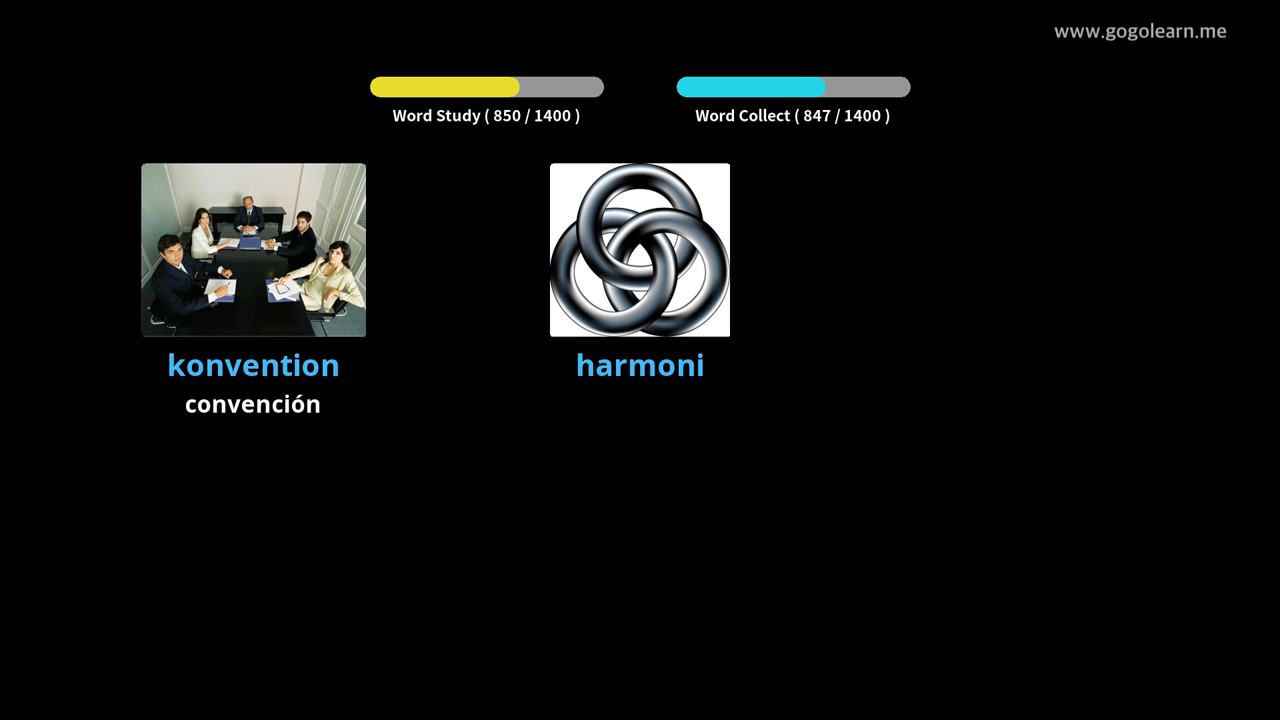 www.gogolearn.me
Word Study ( 850 / 1400 )
Word Collect ( 847 / 1400 )
konvention
convención
harmoni